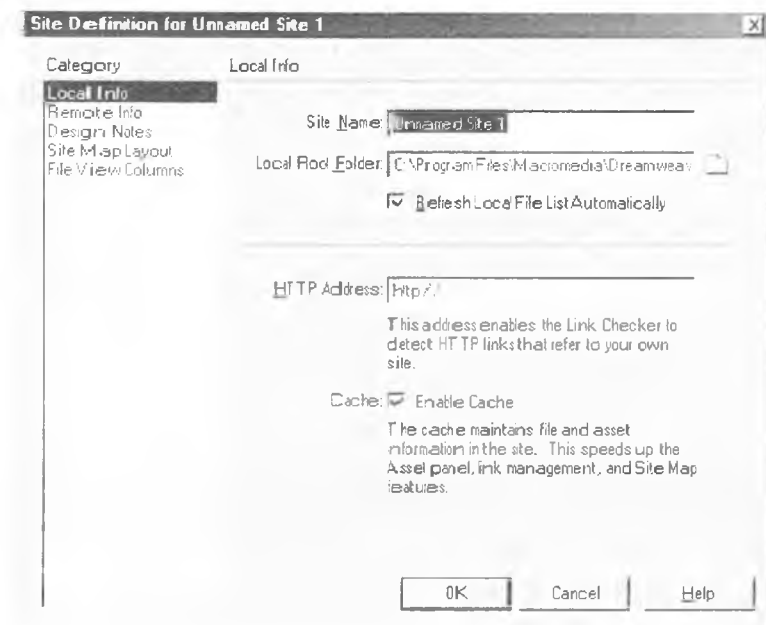 Site Definition for Unnamed Site 1
Category
Local Info
Local Info
Remote Info
Design Notes
Site Map Layout
File View Columns
Site Name: Unnamed Site 1
Local Root Folder: C:\Program Files\Macromedia\Dreamweav
Refresh Local File List Automatically
HTTP Address: http://
This address enables the Link Checker to
detect HTTP links that refer to your own
site.
Cache: Enable Cache
The cache maintains file and asset
information in the site. This speeds up the
Asset panel, link management, and Site Map
features.
OK Cancel Help